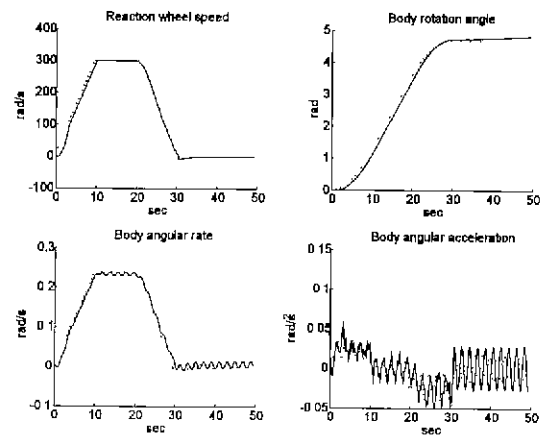 Reaction wheel speed
400
300
200
100
0
-100
rad/s
0 10 20 30 40 50
sec
Body rotation angle
5
4
3
2
1
0
rad
0 10 20 30 40 50
sec
Body angular rate
0.3
0.2
0.1
0
-0.1
rad/s
0 10 20 30 40 50
sec
Body angular acceleration
0.15
0.1
0.05
0
-0.05
rad/s²
0 10 20 30 40 50
sec